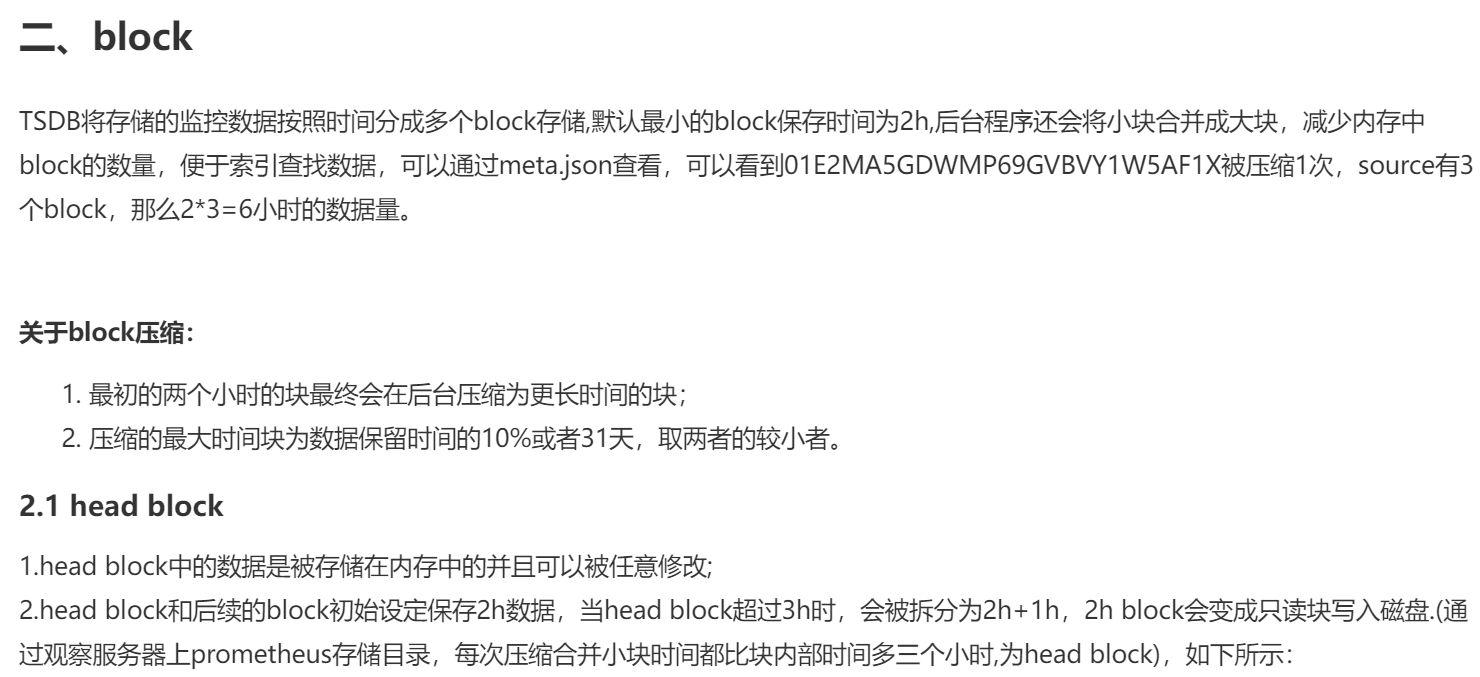 二、block
TSDB将存储的监控数据按照时间分成多个block存储,默认最小的block保存时间为2h,后台程序还会将小块合并成大块，减少内存中
block的数量，便于索引查找数据，可以通过meta.json查看，可以看到01E2MA5GDWMP69GVBVY1W5AF1X被压缩1次，source有3
个block，那么2*3=6小时的数据量。
关于block压缩：
1. 最初的两个小时的块最终会在后台压缩为更长时间的块；
2. 压缩的最大时间块为数据保留时间的10%或者31天，取两者的较小者。
2.1 head block
1.head block中的数据是被存储在内存中的并且可以被任意修改;
2.head block和后续的block初始设定保存2h数据，当head block超过3h时，会被拆分为2h+1h，2h block会变成只读块写入磁盘.(通
过观察服务器上prometheus存储目录，每次压缩合并小块时间都比块内部时间多三个小时,为head block)，如下所示：